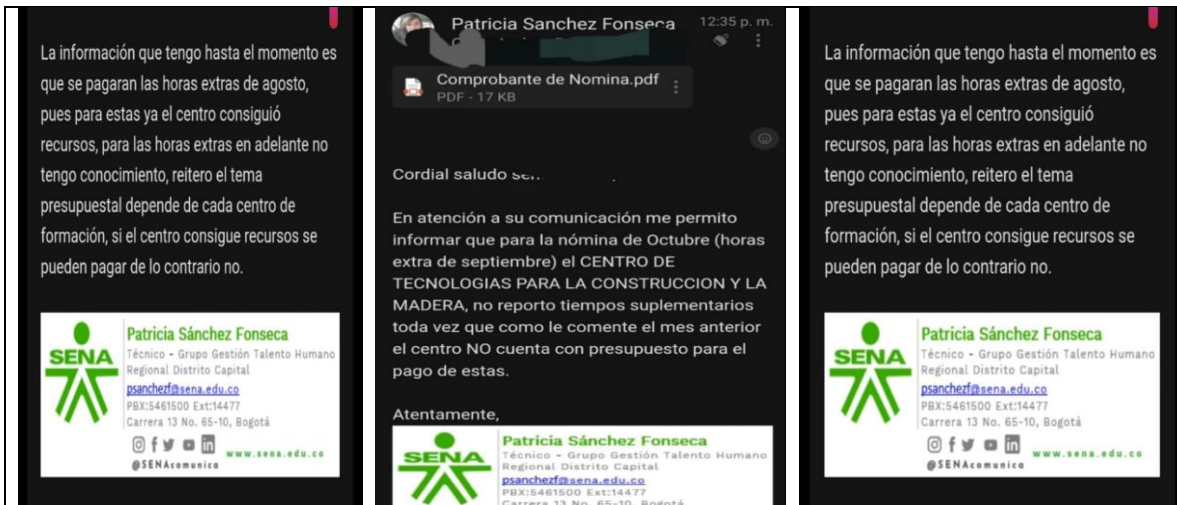 La información que tengo hasta el momento es
que se pagaran las horas extras de agosto,
pues para estas ya el centro consiguió
recursos, para las horas extras en adelante no
tengo conocimiento, reitero el tema
presupuestal depende de cada centro de
formación, si el centro consigue recursos se
pueden pagar de lo contrario no.
SENA
Patricia Sánchez Fonseca
Técnico - Grupo Gestión Talento Humano
Regional Distrito Capital
psanchezf@sena.edu.co
PBX:5461500 Ext:14477
Carrera 13 No. 65-10, Bogotá
@SENAcomunica
www.sena.edu.co
Patricia Sanchez Fonseca
12:35 p. m.
Comprobante de Nomina.pdf
PDF - 17 KB
Cordial saludo
En atención a su comunicación me permito
informar que para la nómina de Octubre (horas
extra de septiembre) el CENTRO DE
TECNOLOGIAS PARA LA CONSTRUCCION Y LA
MADERA, no reporto tiempos suplementarios
toda vez que como le comente el mes anterior
el centro NO cuenta con presupuesto para el
pago de estas.
Atentamente,
SENA
Patricia Sánchez Fonseca
Técnico - Grupo Gestión Talento Humano
Regional Distrito Capital
psanchezf@sena.edu.co
PBX:5461500 Ext:14477
Carrera 13 No. 65-10, Bogotá
La información que tengo hasta el momento es
que se pagaran las horas extras de agosto,
pues para estas ya el centro consiguió
recursos, para las horas extras en adelante no
tengo conocimiento, reitero el tema
presupuestal depende de cada centro de
formación, si el centro consigue recursos se
pueden pagar de lo contrario no.
SENA
Patricia Sánchez Fonseca
Técnico - Grupo Gestión Talento Humano
Regional Distrito Capital
psanchezf@sena.edu.co
PBX:5461500 Ext:14477
Carrera 13 No. 65-10, Bogotá
@SENAcomunica
www.sena.edu.co